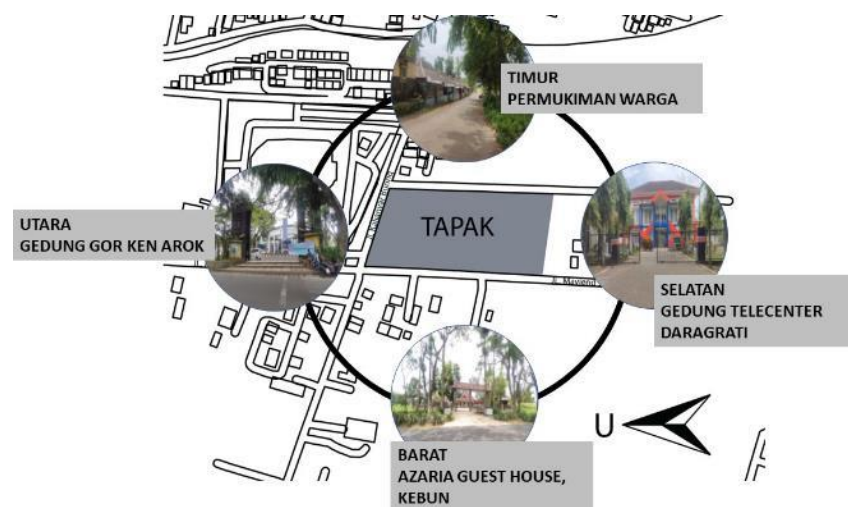 TIMUR
PERMUKIMAN WARGA
UTARA
GEDUNG GOR KEN AROK
TAPAK
SELATAN
GEDUNG TELECENTER
DARAGRATI
BARAT
AZARIA GUEST HOUSE,
KEBUN
U